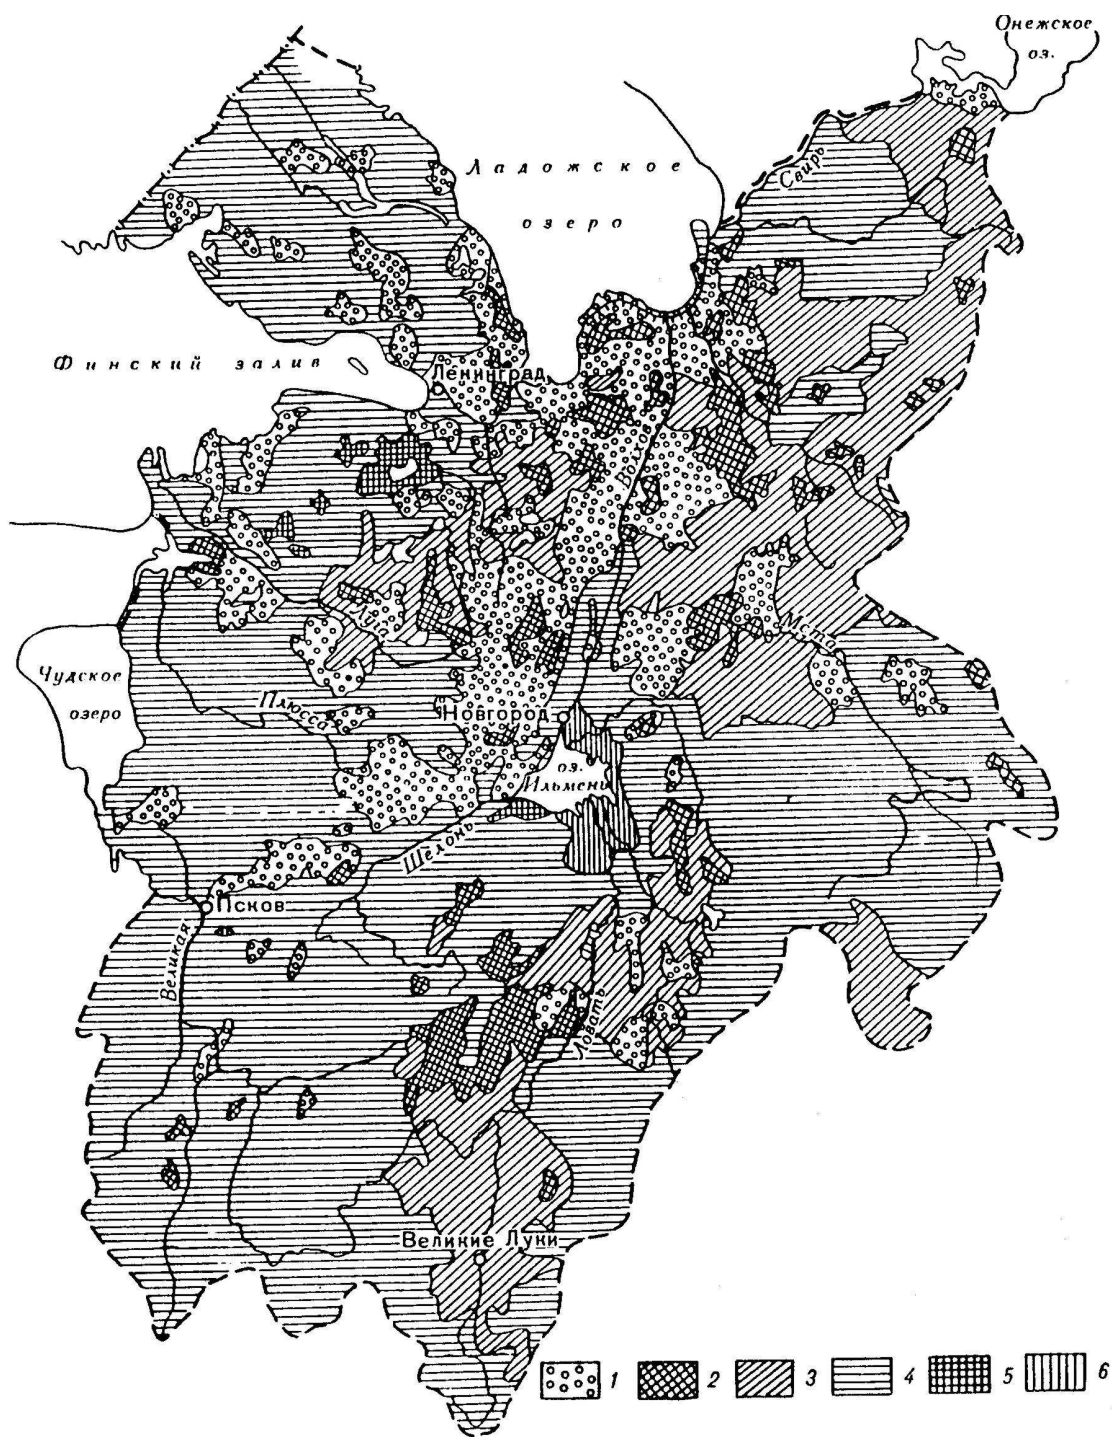 Онежское
оз.
Свирь
Ладожское
озеро
Финский залив
Ленинград
Волхов
Луга
Мста
Чудское
озеро
Плюсса
Новгород
оз.
Ильмень
Шелонь
Псков
Великая
Ловать
Великие Луки
1 2 3 4 5 6